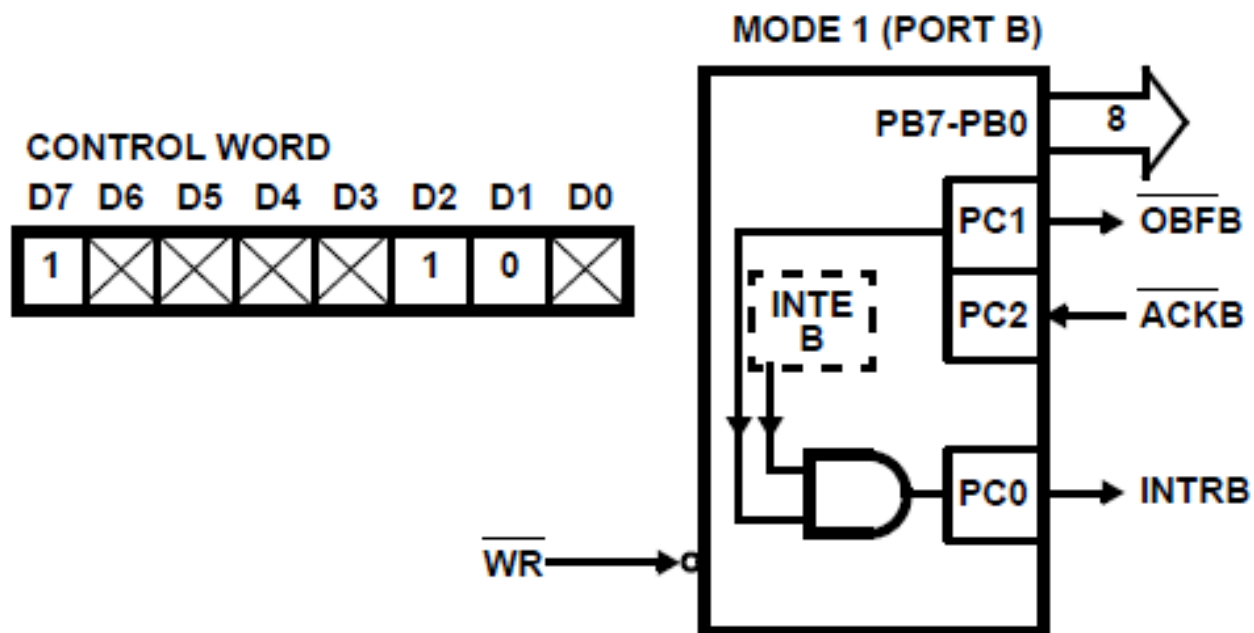 MODE 1 (PORT B)
CONTROL WORD
D7 D6 D5 D4 D3 D2 D1 D0
1 1 0
PB7-PB0
8
PC1
OBFB
INTE
B
PC2
ACKB
PC0
INTRB
WR